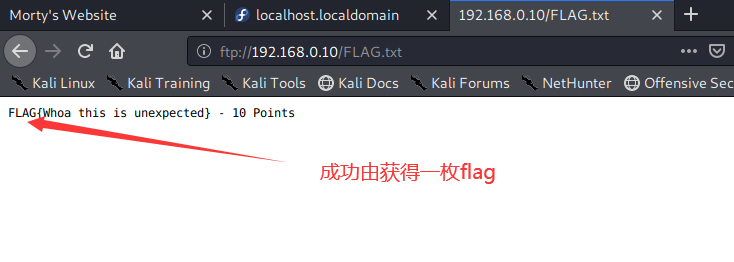 Morty's Website
localhost.localdomain
192.168.0.10/FLAG.txt
ftp://192.168.0.10/FLAG.txt
Kali Linux Kali Training Kali Tools Kali Docs Kali Forums NetHunter Offensive Sec
FLAG{Whoa this is unexpected} - 10 Points
成功由获得一枚flag